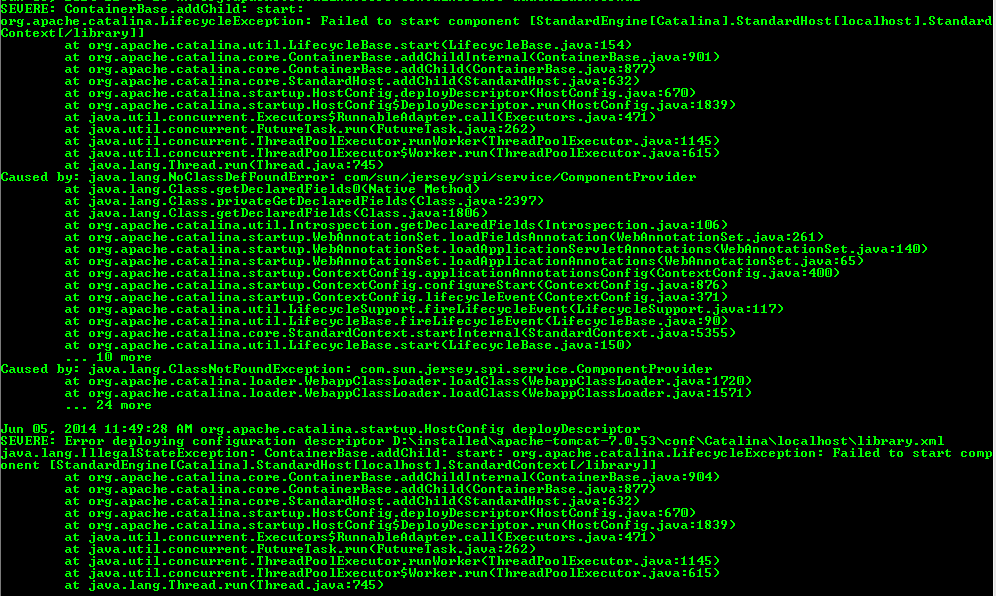 SEVERE: ContainerBase.addChild: start:
org.apache.catalina.LifecycleException: Failed to start component [StandardEngine[Catalina].StandardHost[localhost].Standard
Context[/library]]
at org.apache.catalina.util.LifecycleBase.start(LifecycleBase.java:154)
at org.apache.catalina.core.ContainerBase.addChildInternal(ContainerBase.java:901)
at org.apache.catalina.core.ContainerBase.addChild(ContainerBase.java:877)
at org.apache.catalina.core.StandardHost.addChild(StandardHost.java:632)
at org.apache.catalina.startup.HostConfig.deployDescriptor(HostConfig.java:670)
at org.apache.catalina.startup.HostConfig$DeployDescriptor.run(HostConfig.java:1839)
at java.util.concurrent.Executors$RunnableAdapter.call(Executors.java:471)
at java.util.concurrent.FutureTask.run(FutureTask.java:262)
at java.util.concurrent.ThreadPoolExecutor.runWorker(ThreadPoolExecutor.java:1145)
at java.util.concurrent.ThreadPoolExecutor$Worker.run(ThreadPoolExecutor.java:615)
at java.lang.Thread.run(Thread.java:745)
Caused by: java.lang.NoClassDefFoundError: com/sun/jersey/spi/service/ComponentProvider
at java.lang.Class.getDeclaredFields0(Native Method)
at java.lang.Class.privateGetDeclaredFields(Class.java:2397)
at java.lang.Class.getDeclaredFields(Class.java:1806)
at org.apache.catalina.util.Introspection.getDeclaredFields(Introspection.java:106)
at org.apache.catalina.startup.WebAnnotationSet.loadFieldsAnnotation(WebAnnotationSet.java:261)
at org.apache.catalina.startup.WebAnnotationSet.loadApplicationServletAnnotations(WebAnnotationSet.java:140)
at org.apache.catalina.startup.WebAnnotationSet.loadApplicationAnnotations(WebAnnotationSet.java:65)
at org.apache.catalina.startup.ContextConfig.applicationAnnotationsConfig(ContextConfig.java:400)
at org.apache.catalina.startup.ContextConfig.configureStart(ContextConfig.java:876)
at org.apache.catalina.startup.ContextConfig.lifecycleEvent(ContextConfig.java:371)
at org.apache.catalina.util.LifecycleSupport.fireLifecycleEvent(LifecycleSupport.java:117)
at org.apache.catalina.util.LifecycleBase.fireLifecycleEvent(LifecycleBase.java:90)
at org.apache.catalina.core.StandardContext.startInternal(StandardContext.java:5355)
at org.apache.catalina.util.LifecycleBase.start(LifecycleBase.java:150)
... 10 more
Caused by: java.lang.ClassNotFoundException: com.sun.jersey.spi.service.ComponentProvider
at org.apache.catalina.loader.WebappClassLoader.loadClass(WebappClassLoader.java:1720)
at org.apache.catalina.loader.WebappClassLoader.loadClass(WebappClassLoader.java:1571)
... 24 more
Jun 05, 2014 11:49:28 AM org.apache.catalina.startup.HostConfig deployDescriptor
SEVERE: Error deploying configuration descriptor D:\installed\apache-tomcat-7.0.53\conf\Catalina\localhost\library.xml
java.lang.IllegalStateException: ContainerBase.addChild: start: org.apache.catalina.LifecycleException: Failed to start comp
onent [StandardEngine[Catalina].StandardHost[localhost].StandardContext[/library]]
at org.apache.catalina.core.ContainerBase.addChildInternal(ContainerBase.java:904)
at org.apache.catalina.core.ContainerBase.addChild(ContainerBase.java:877)
at org.apache.catalina.core.StandardHost.addChild(StandardHost.java:632)
at org.apache.catalina.startup.HostConfig.deployDescriptor(HostConfig.java:670)
at org.apache.catalina.startup.HostConfig$DeployDescriptor.run(HostConfig.java:1839)
at java.util.concurrent.Executors$RunnableAdapter.call(Executors.java:471)
at java.util.concurrent.FutureTask.run(FutureTask.java:262)
at java.util.concurrent.ThreadPoolExecutor.runWorker(ThreadPoolExecutor.java:1145)
at java.util.concurrent.ThreadPoolExecutor$Worker.run(ThreadPoolExecutor.java:615)
at java.lang.Thread.run(Thread.java:745)